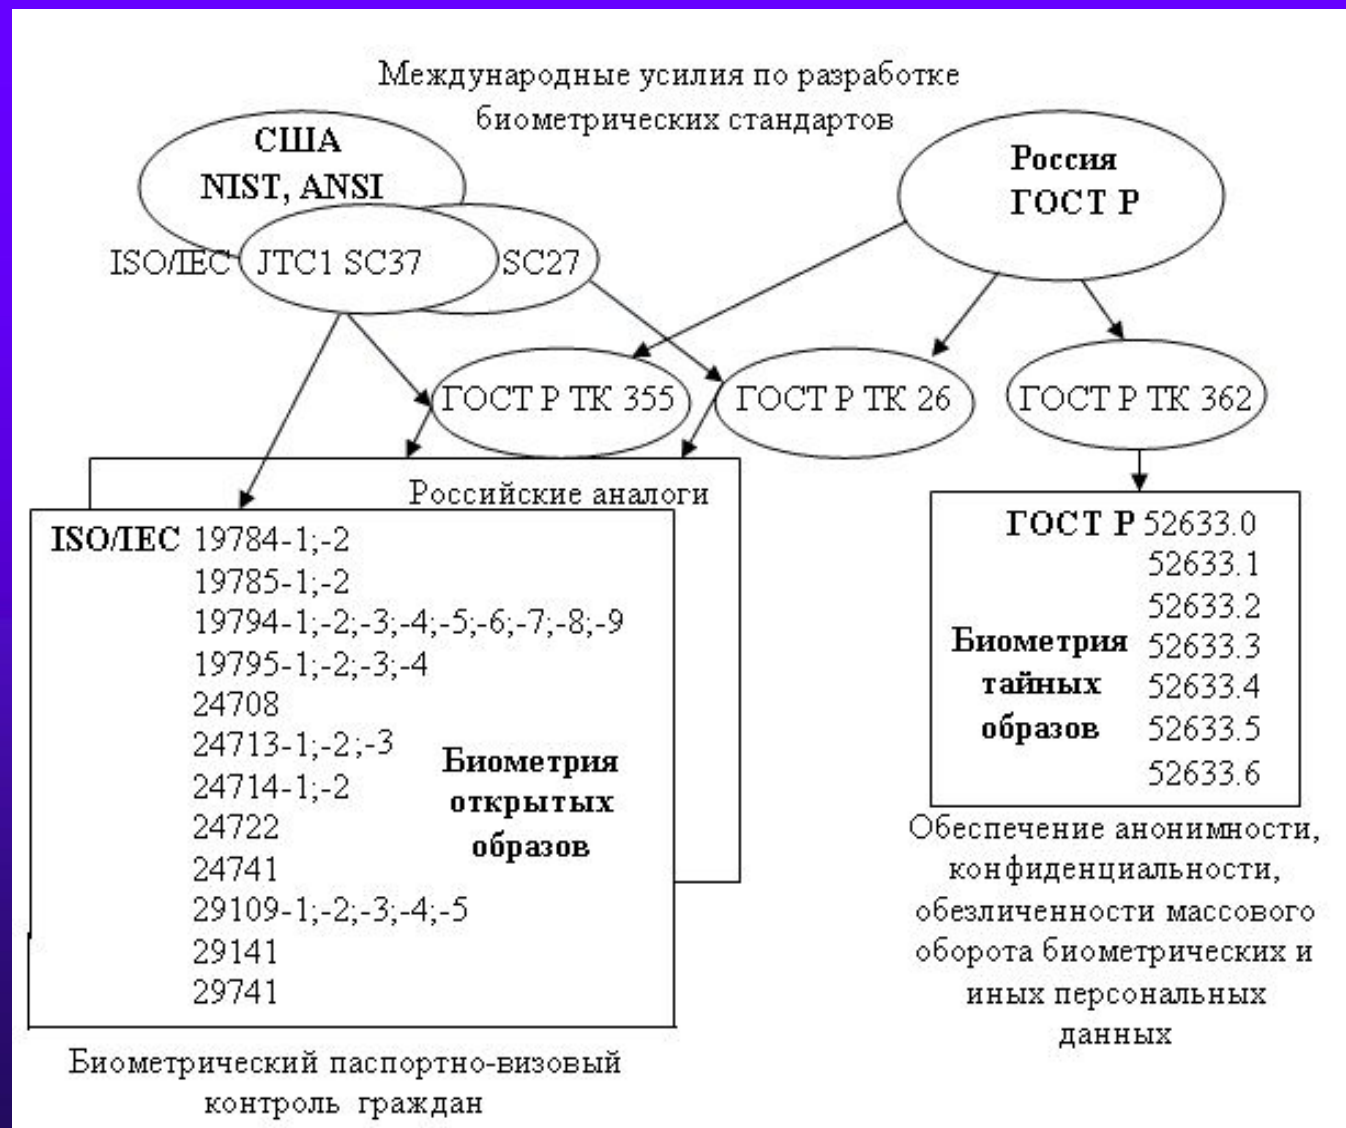 Международные усилия по разработке
биометрических стандартов
США
NIST, ANSI
ISO/IEC JTC1 SC37 SC27
Россия
ГОСТ Р
ГОСТ Р ТК 355
ГОСТ Р ТК 26
ГОСТ Р ТК 362
Российские аналоги
ISO/IEC 19784-1;-2
19785-1;-2
19794-1;-2;-3;-4;-5;-6;-7;-8;-9
19795-1;-2;-3;-4
24708
24713-1;-2;-3
24714-1;-2
24722
24741
29109-1;-2;-3;-4;-5
29141
29741
Биометрия
открытых
образов
Биометрический паспортно-визовый
контроль граждан
ГОСТ Р 52633.0
52633.1
52633.2
52633.3
52633.4
52633.5
52633.6
Биометрия
тайных
образов
Обеспечение анонимности,
конфиденциальности,
обезличенности массового
оборота биометрических и
иных персональных
данных